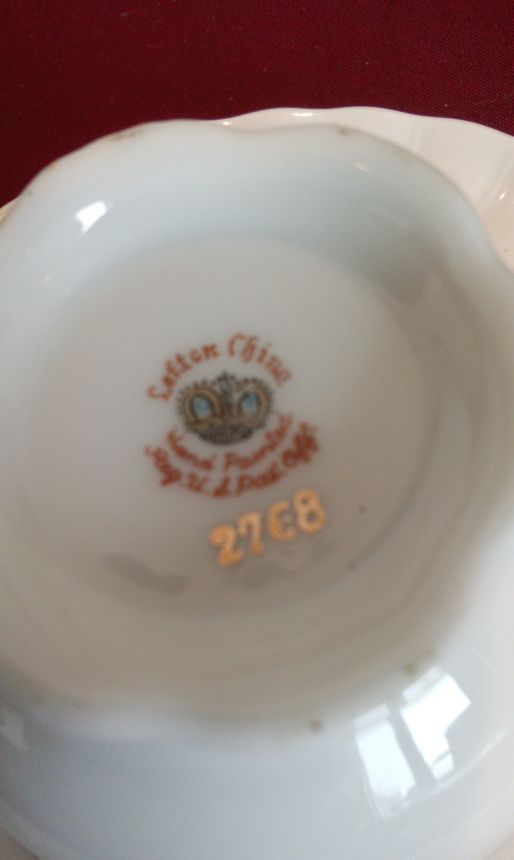 Lefton China
Hand Painted
Reg. U.S. Pat. Off.
2768